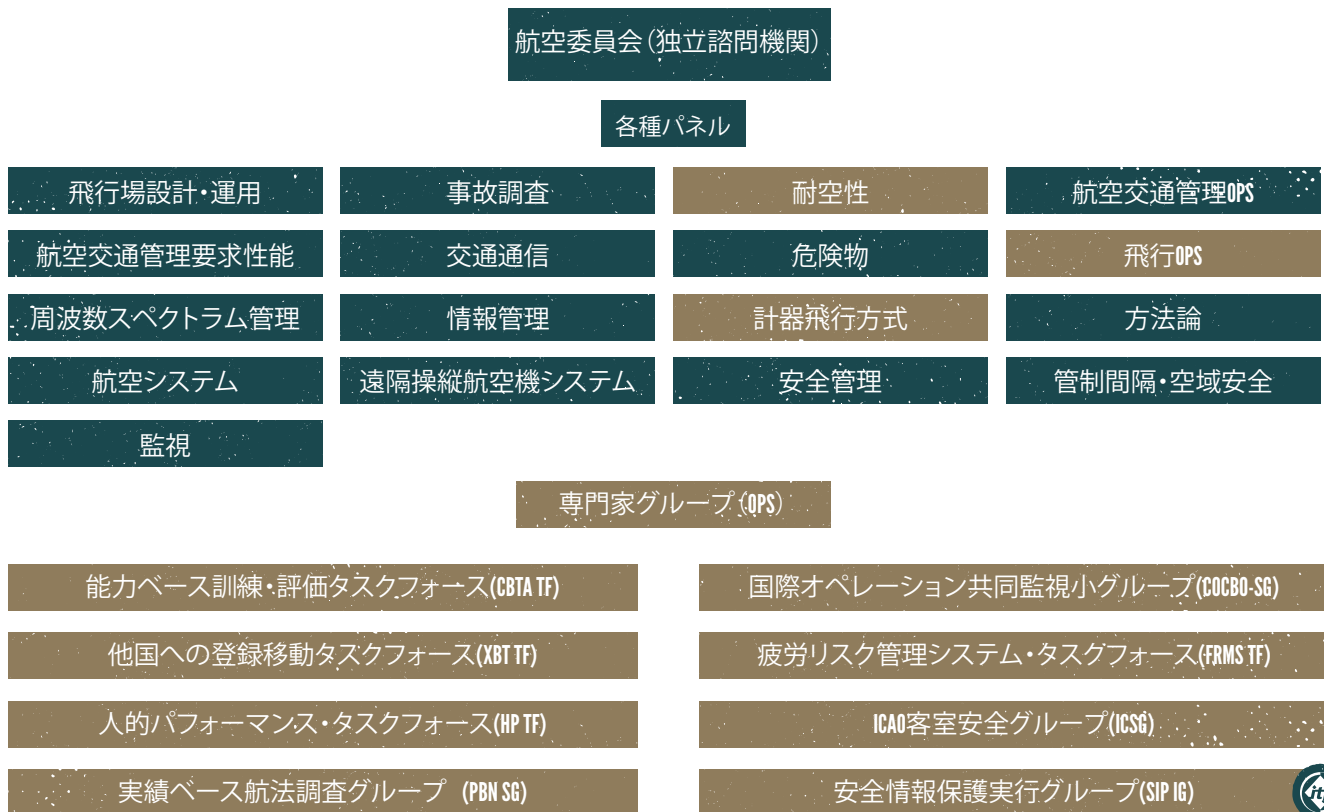 航空委員会（独立諮問機関）
各種パネル
飛行場設計・運用
事故調査
耐空性
航空交通管理OPS
航空交通管理要求性能
交通通信
危険物
飛行OPS
周波数スペクトラム管理
情報管理
計器飛行方式
方法論
航空システム
遠隔操縦航空機システム
安全管理
管制間隔・空域安全
監視
専門家グループ（OPS）
能力ベース訓練・評価タスクフォース(CBTA TF)
国際オペレーション共同監視小グループ(COCBO-SG)
他国への登録移動タスクフォース(XBT TF)
疲労リスク管理システム・タスクフォース(FRMS TF)
人的パフォーマンス・タスクフォース(HP TF)
ICAO客室安全グループ(ICSG)
実績ベース航法調査グループ (PBN SG)
安全情報保護実行グループ(SIP IG)